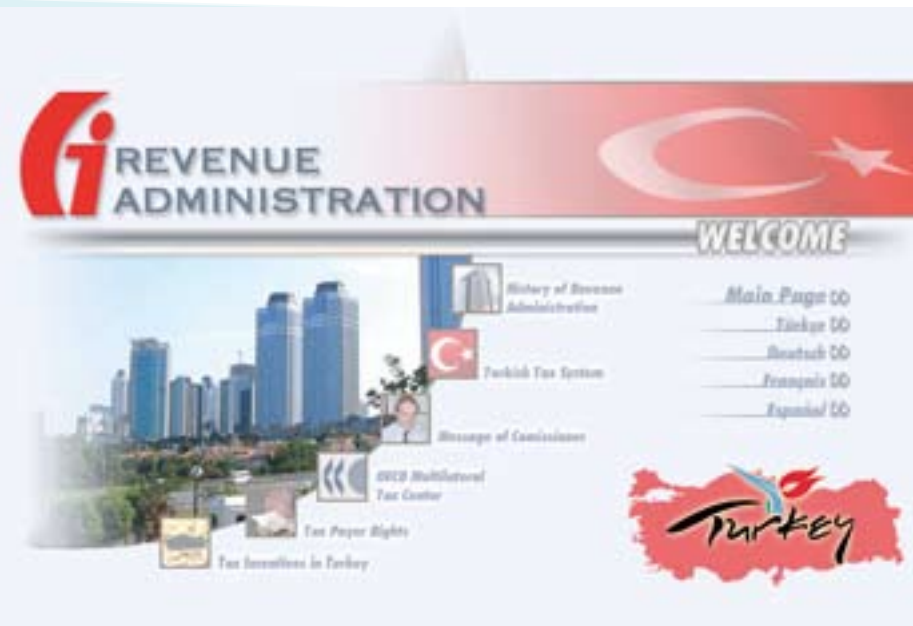 REVENUE
ADMINISTRATION
WELCOME
History of Revenue
Administration
Turkish Tax System
Message of Comissioner
OECD Multilateral
Tax Center
Tax Payer Rights
Tax Incentives in Turkey
Main Page
Türkçe
Deutsch
Français
Español
Turkey